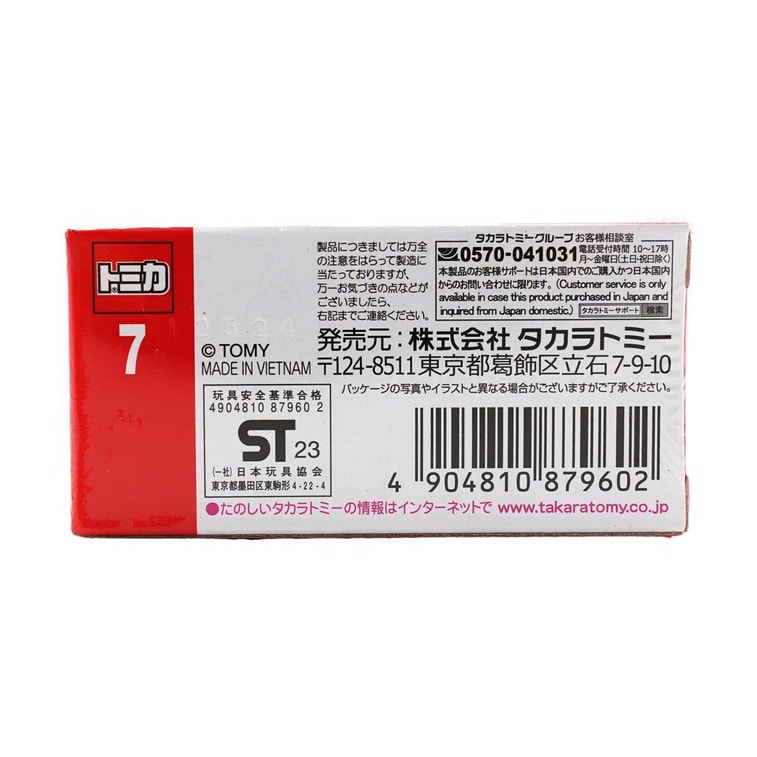 トミカ
®
7
2524
© TOMY
MADE IN VIETNAM
製品につきましては万全
の注意をはらって製造に
当たっておりますが、
万一お気づきの点などが
ございましたら、
右記までご連絡ください。
タカラトミーグループお客様相談室
0570-041031
電話受付時間 10〜17時
月〜金曜日(土日・祝日除く)
本製品のお客様サポートは日本国内でのご購入かつ日本国内
からのお問い合わせに限ります。(Customer service is only
available in case this product purchased in Japan and
inquired from Japan domestic.)
タカラトミーサポート 検索
発売元:株式会社 タカラトミー
〒124-8511 東京都葛飾区立石7-9-10
パッケージの写真やイラストと異なる場合がございますがご了承ください。
玩具安全基準合格
4904810 87960 2
ST 23
(一社)日本玩具協会
東京都墨田区東駒形4-22-4
4 904810 879602
●たのしいタカラトミーの情報はインターネットで www.takaratomy.co.jp